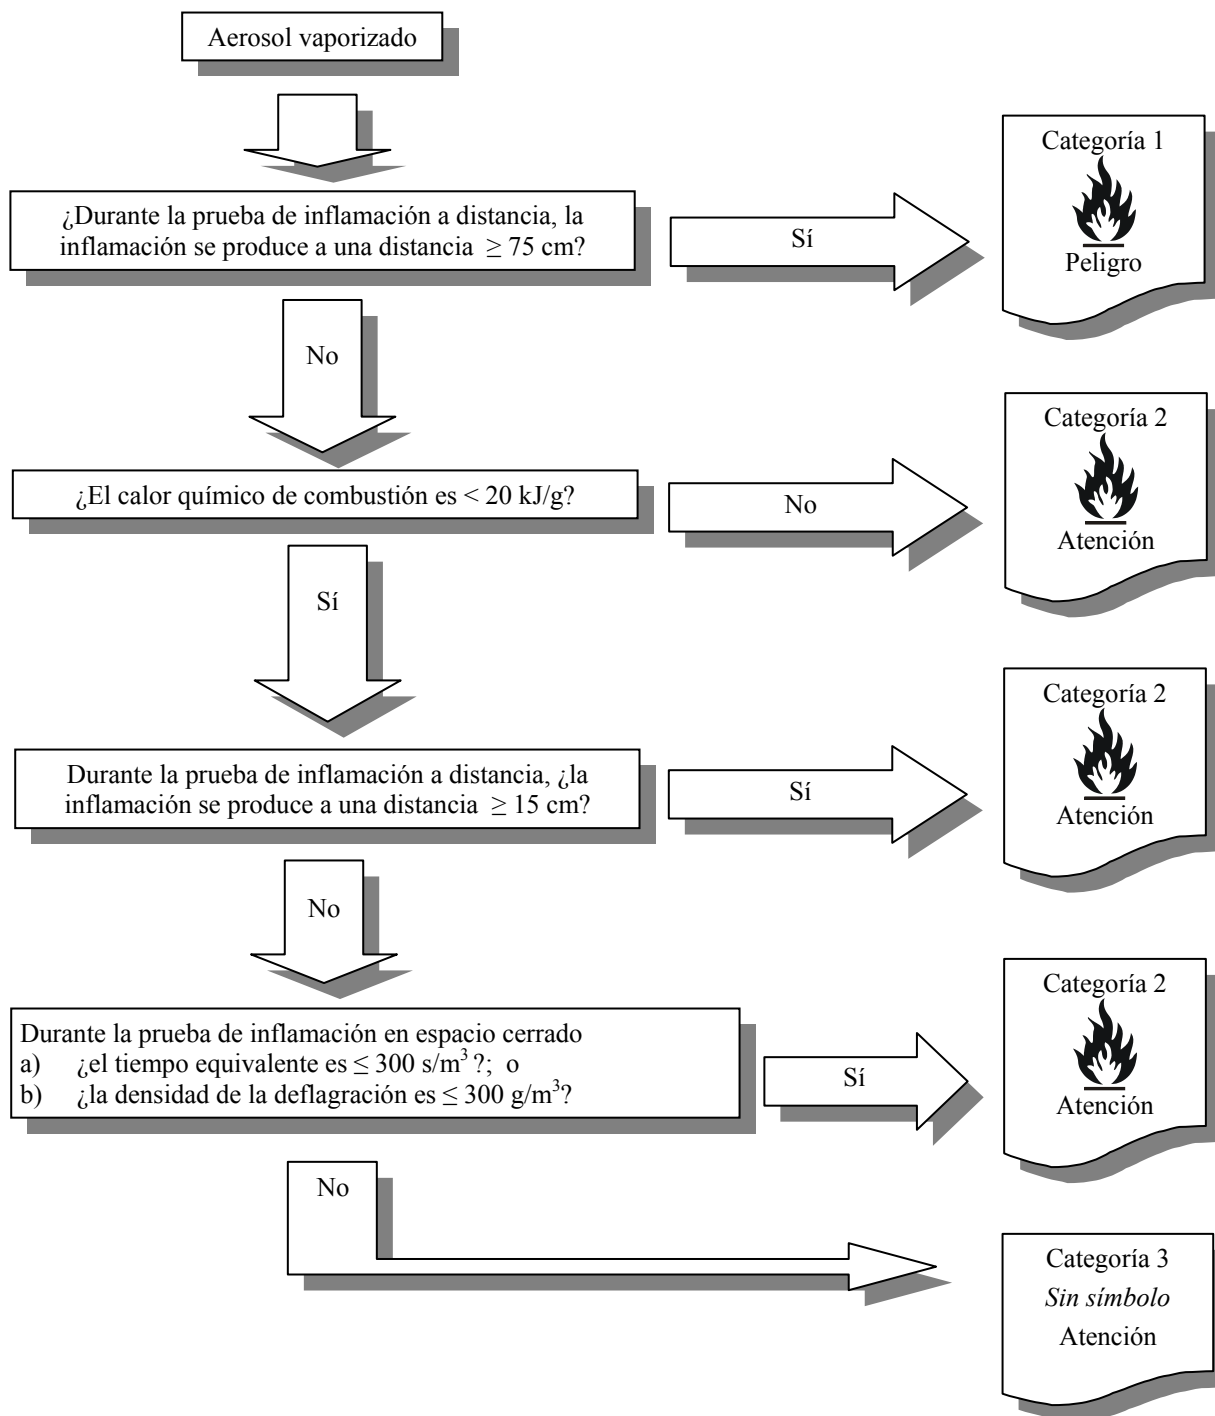 Aerosol vaporizado
Categoría 1
Peligro
¿Durante la prueba de inflamación a distancia, la
inflamación se produce a una distancia ≥ 75 cm?
Sí
No
Categoría 2
Atención
¿El calor químico de combustión es < 20 kJ/g?
No
Sí
Categoría 2
Atención
Durante la prueba de inflamación a distancia, ¿la
inflamación se produce a una distancia ≥ 15 cm?
Sí
No
Categoría 2
Atención
Durante la prueba de inflamación en espacio cerrado
a) ¿el tiempo equivalente es ≤ 300 s/m³ ?; o
b) ¿la densidad de la deflagración es ≤ 300 g/m³?
Sí
No
Categoría 3
Sin símbolo
Atención